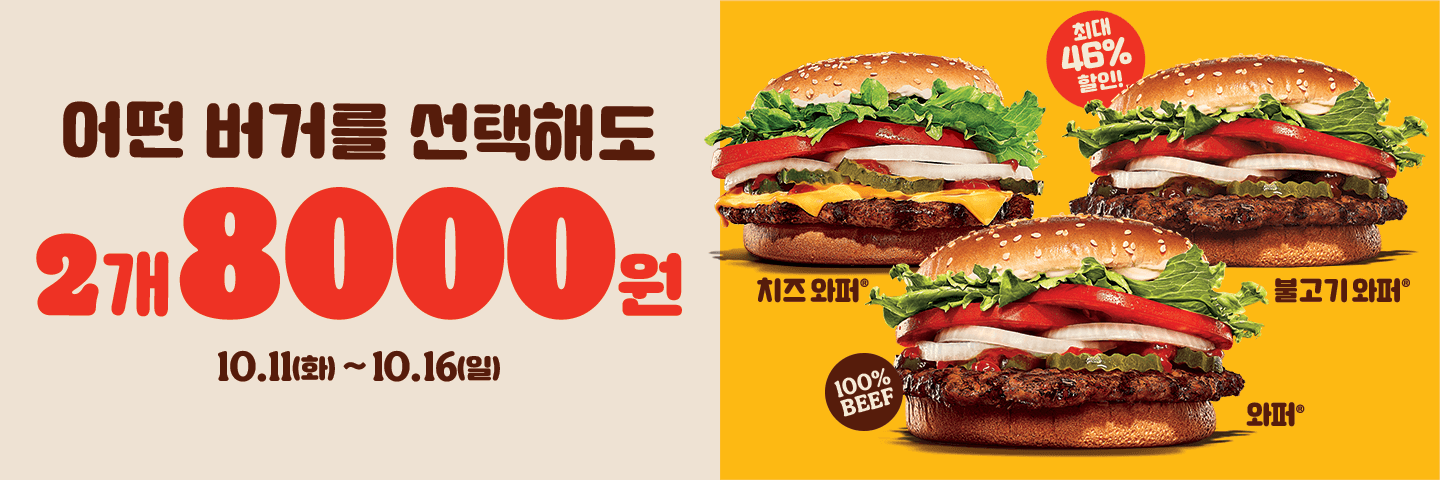 어떤 버거를 선택해도
2개 8000원
10.11(화) ~ 10.16(일)
최대
46%
할인!
치즈 와퍼®
불고기 와퍼®
100%
BEEF
와퍼®